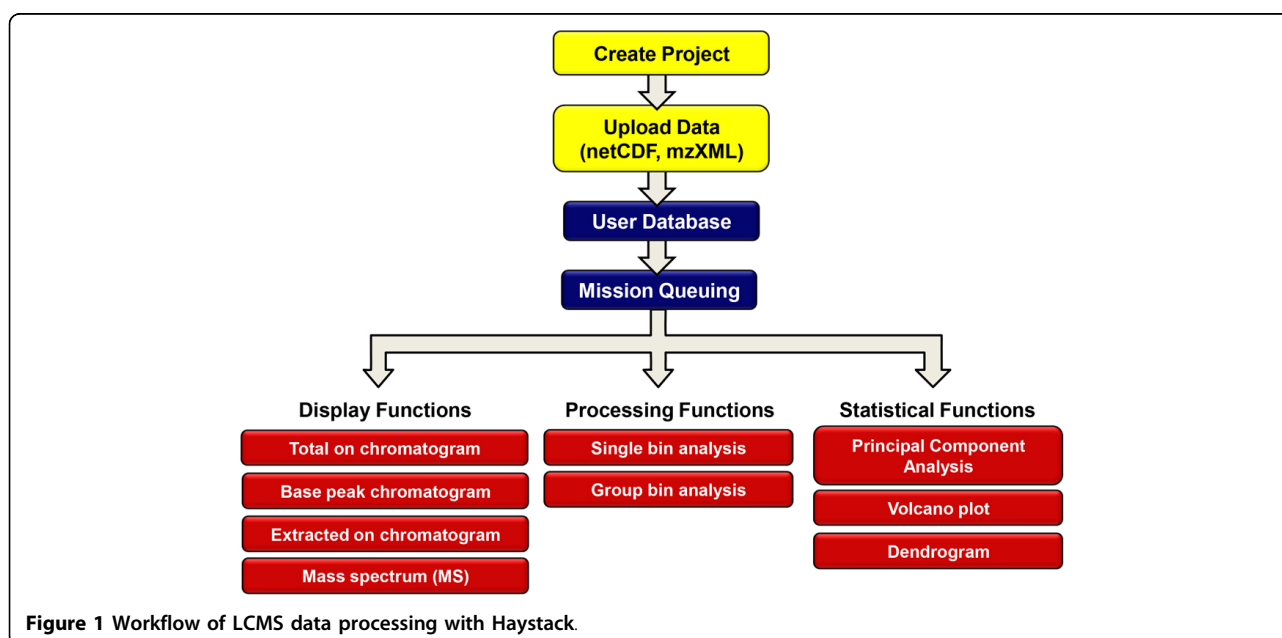 Create Project
Upload Data
(netCDF, mzXML)
User Database
Mission Queuing
Display Functions
Total on chromatogram
Base peak chromatogram
Extracted on chromatogram
Mass spectrum (MS)
Processing Functions
Single bin analysis
Group bin analysis
Statistical Functions
Principal Component
Analysis
Volcano plot
Dendrogram
Figure 1 Workflow of LCMS data processing with Haystack.